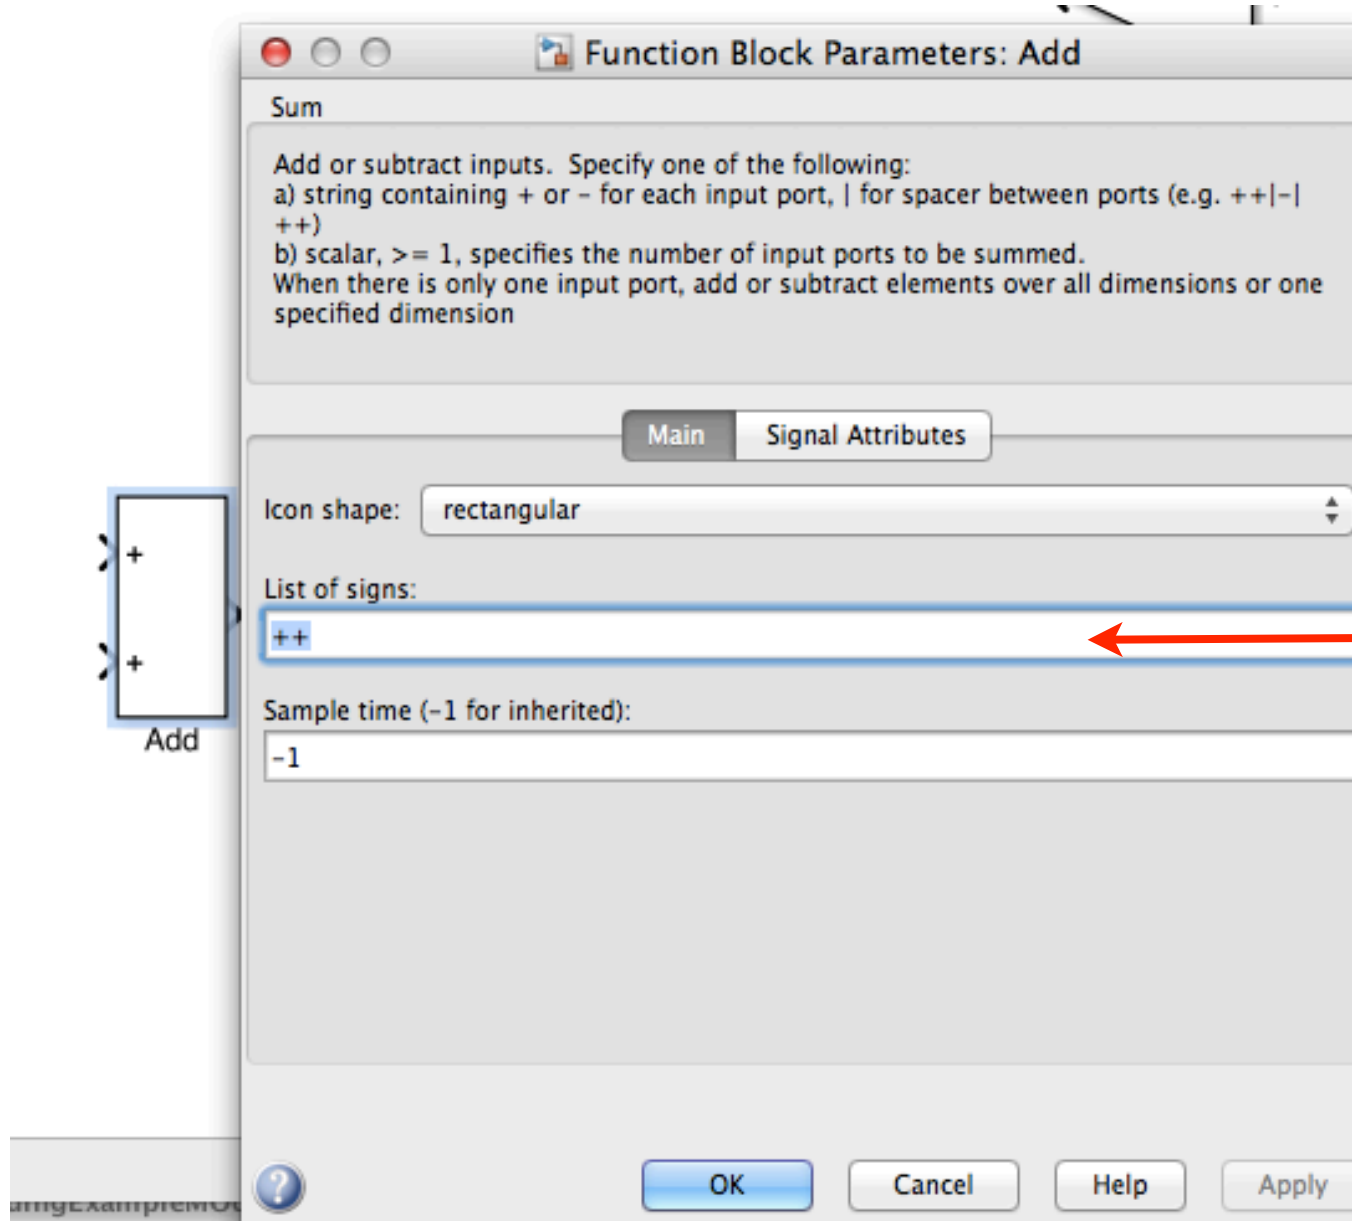 Function Block Parameters: Add
Sum
Add or subtract inputs.  Specify one of the following:
a) string containing + or – for each input port, | for spacer between ports (e.g. ++|–|
++)
b) scalar, >= 1, specifies the number of input ports to be summed.
When there is only one input port, add or subtract elements over all dimensions or one
specified dimension
Main
Signal Attributes
Icon shape:
rectangular
+
+
Add
List of signs:
++
Sample time (–1 for inherited):
–1
?
OK
Cancel
Help
Apply